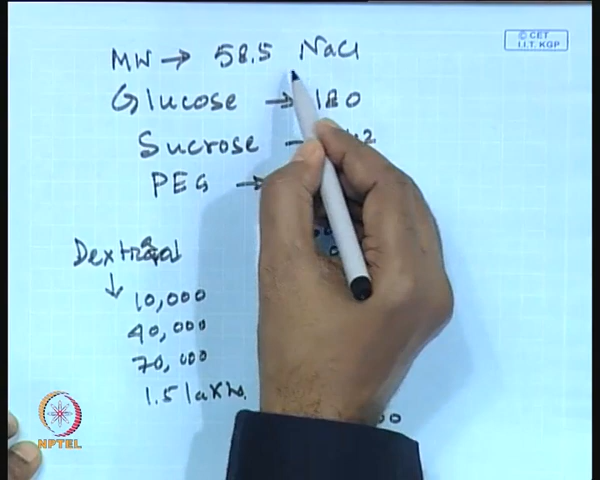 © CET
I.I.T. KGP
MW → 58.5 NaCl
Glucose → 180
Sucrose →
PEG →
10,000
40,000
70,000
1.5 lakhs.
NPTEL